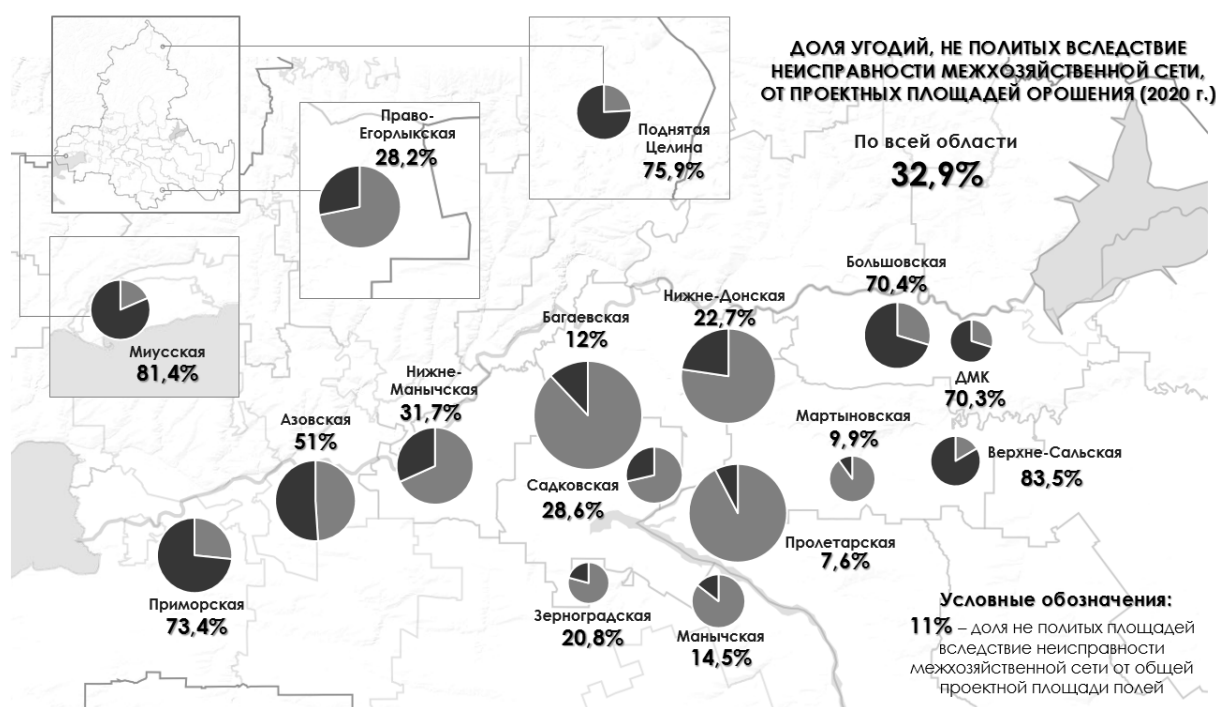 ДОЛЯ УГОДИЙ, НЕ ПОЛИТЫХ ВСЛЕДСТВИЕ
НЕИСПРАВНОСТИ МЕЖХОЗЯЙСТВЕННОЙ СЕТИ,
ОТ ПРОЕКТНЫХ ПЛОЩАДЕЙ ОРОШЕНИЯ (2020 г.)
По всей области
32,9%
Право-
Егорлыкская
28,2%
Поднятая
Целина
75,9%
Миусская
81,4%
Большовская
70,4%
Нижне-Донская
22,7%
Багаевская
12%
ДМК
70,3%
Нижне-
Манычская
31,7%
Азовская
51%
Мартыновская
9,9%
Верхне-Сальская
83,5%
Садковская
28,6%
Пролетарская
7,6%
Приморская
73,4%
Зерноградская
20,8%
Манычская
14,5%
Условные обозначения:
11% – доля не политых площадей
вследствие неисправности
межхозяйственной сети от общей
проектной площади полей